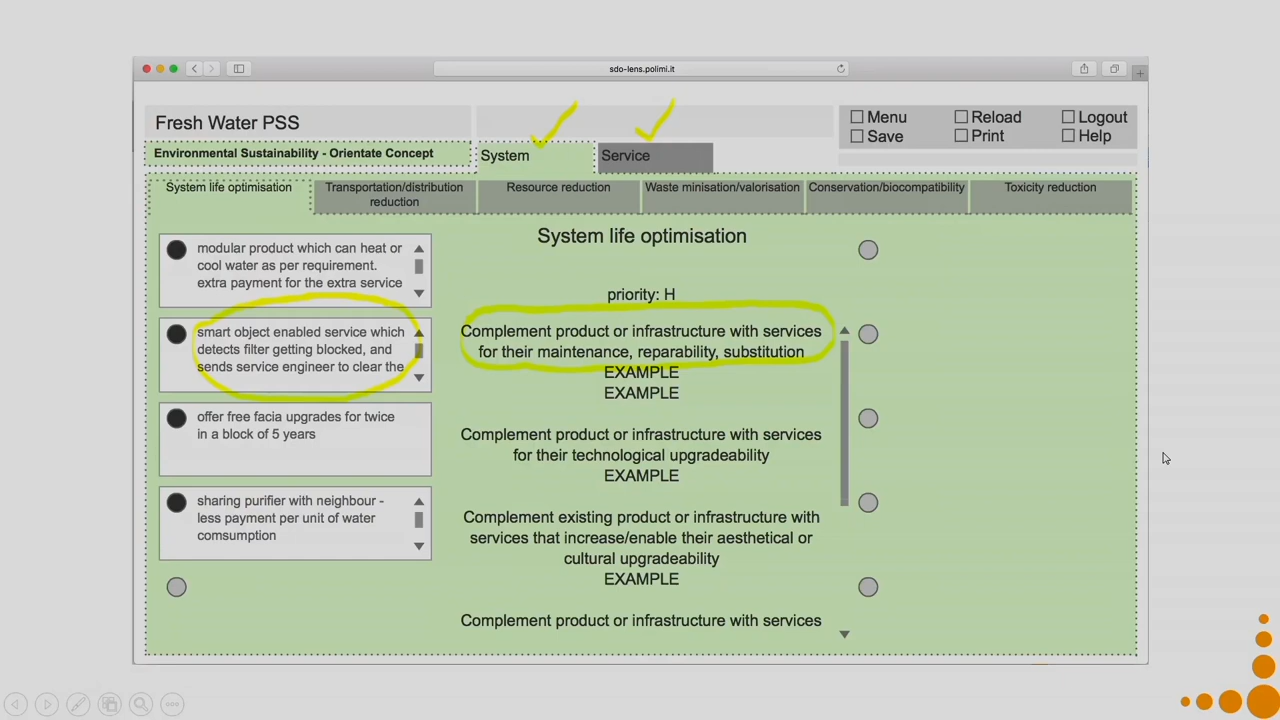 sdo-lens.polimi.it
Fresh Water PSS
Menu
Reload
Logout
Save
Print
Help
Environmental Sustainability - Orientate Concept
System
Service
System life optimisation
Transportation/distribution
reduction
Resource reduction
Waste minisation/valorisation
Conservation/biocompatibility
Toxicity reduction
modular product which can heat or
cool water as per requirement.
extra payment for the extra service
smart object enabled service which
detects filter getting blocked, and
sends service engineer to clear the
offer free facia upgrades for twice
in a block of 5 years
sharing purifier with neighbour -
less payment per unit of water
comsumption
System life optimisation
priority: H
Complement product or infrastructure with services
for their maintenance, reparability, substitution
EXAMPLE
EXAMPLE
Complement product or infrastructure with services
for their technological upgradeability
EXAMPLE
Complement existing product or infrastructure with
services that increase/enable their aesthetical or
cultural upgradeability
EXAMPLE
Complement product or infrastructure with services